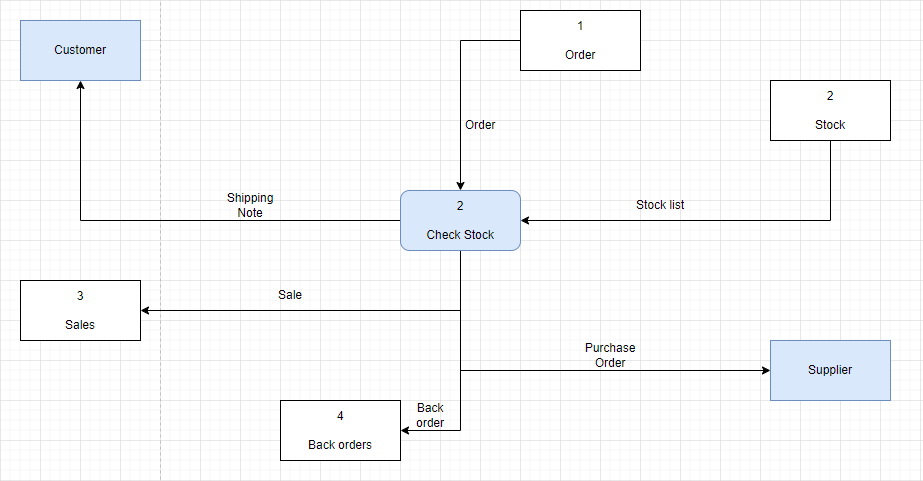 1
Order
Customer
2
Stock
Order
Shipping
Note
2
Check Stock
Stock list
3
Sales
Sale
Purchase
Order
Supplier
4
Back orders
Back
order